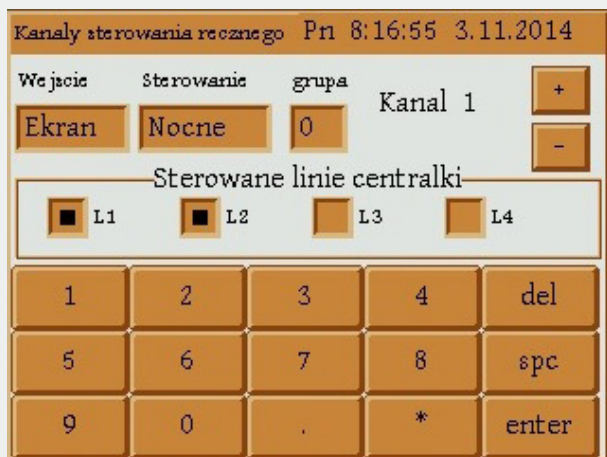 Kanaly sterowania recznego Pn 8:16:55 3.11.2014
Wejscie Sterowanie grupa
Kanal 1
+
Ekran Nocne 0
-
Sterowane linie centralki
L1 L2 L3 L4
1 2 3 4 del
5 6 7 8 spc
9 0 . * enter